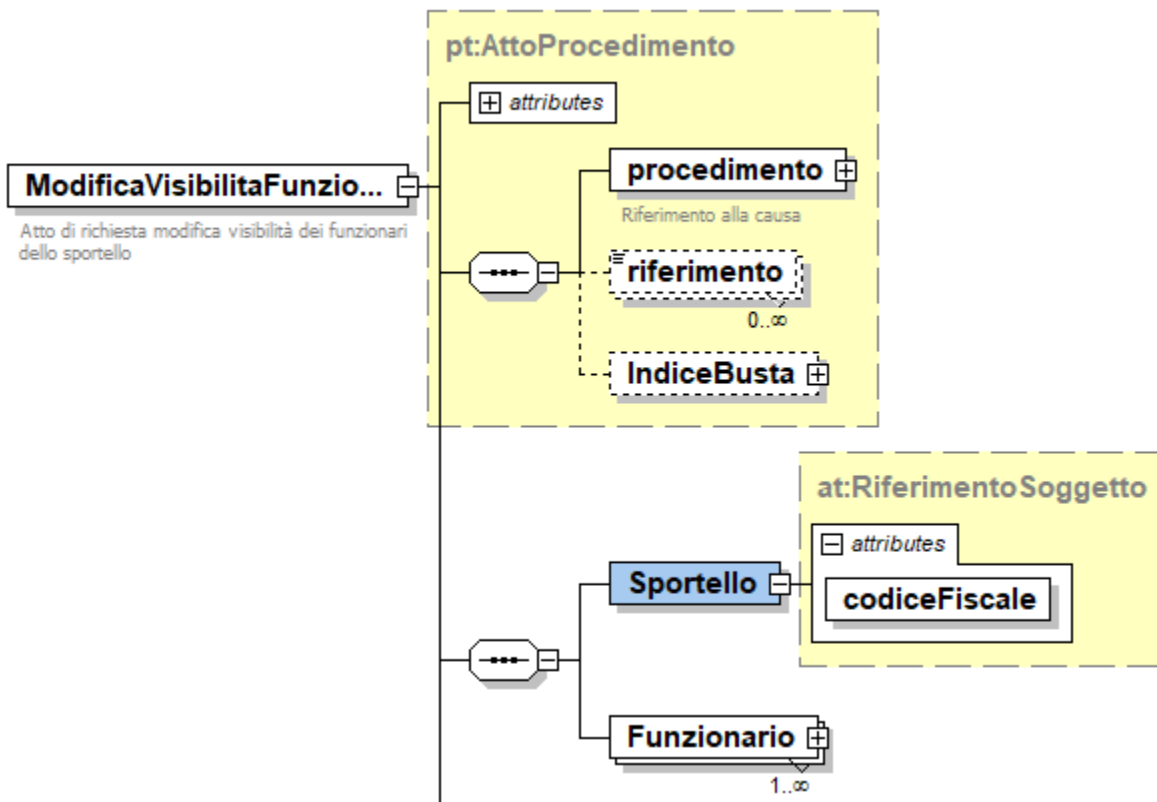 pt:AttoProcedimento
attributes
procedimento
ModificaVisibilitaFunzio...
Riferimento alla causa
Atto di richiesta modifica visibilità dei funzionari
dello sportello
riferimento
0..∞
IndiceBusta
at:RiferimentoSoggetto
attributes
Sportello
codiceFiscale
Funzionario
1..∞